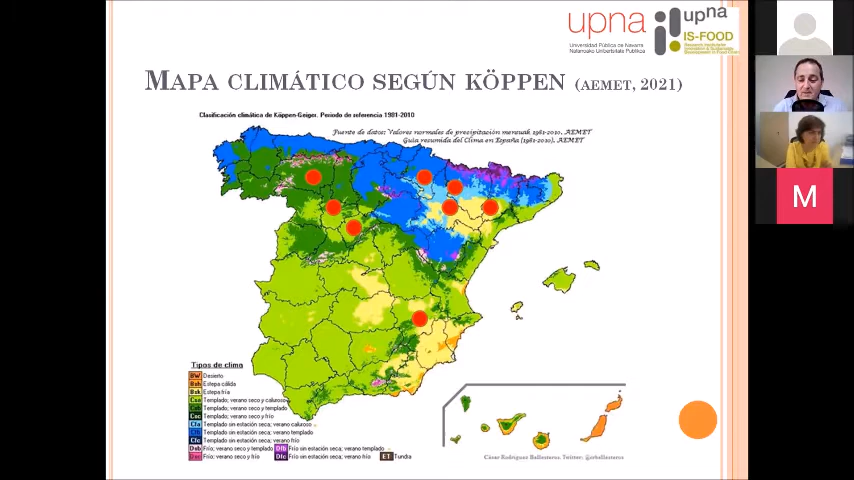 upna
Universidad Pública de Navarra
Nafarroako Unibertsitate Publikoa
upna
IS-FOOD
MAPA CLIMÁTICO SEGÚN KÖPPEN (AEMET, 2021)
Clasificación climática de Köppen-Geiger. Periodo de referencia 1981-2010
Fuente de datos: Valores normales de precipitación mensual 1981-2010. AEMET
Guía resumida del Clima en España (1981-2010). AEMET
M
Tipos de clima
BW Desierto
Bsh Estepa cálida
Bsk Estepa fría
Csa Templado; verano seco y caluroso
Csb Templado; verano seco y templado
Csc Templado; verano seco y frío
Cfa Templado sin estación seca; verano caluroso
Cfb Templado sin estación seca; verano templado
Cfc Templado sin estación seca; verano frío
Dsb Frío; verano seco y templado Dfb Frío sin estación seca; verano templado
Dsc Frío; verano seco y frío Dfc Frío sin estación seca; verano frío ET Tundra
César Rodríguez Ballesteros. Twitter: @crballesteros